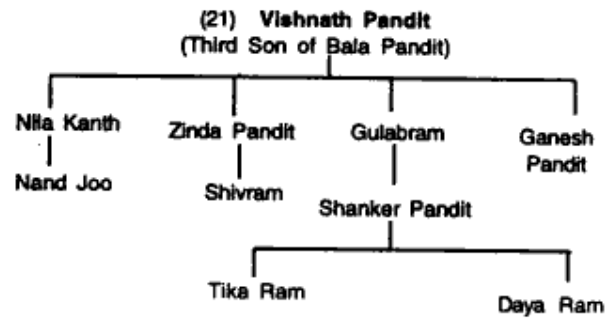 (21) Vishnath Pandit
(Third Son of Bala Pandit)
Nila Kanth
Zinda Pandit
Gulabram
Ganesh
Pandit
Nand Joo
Shivram
Shanker Pandit
Tika Ram
Daya Ram